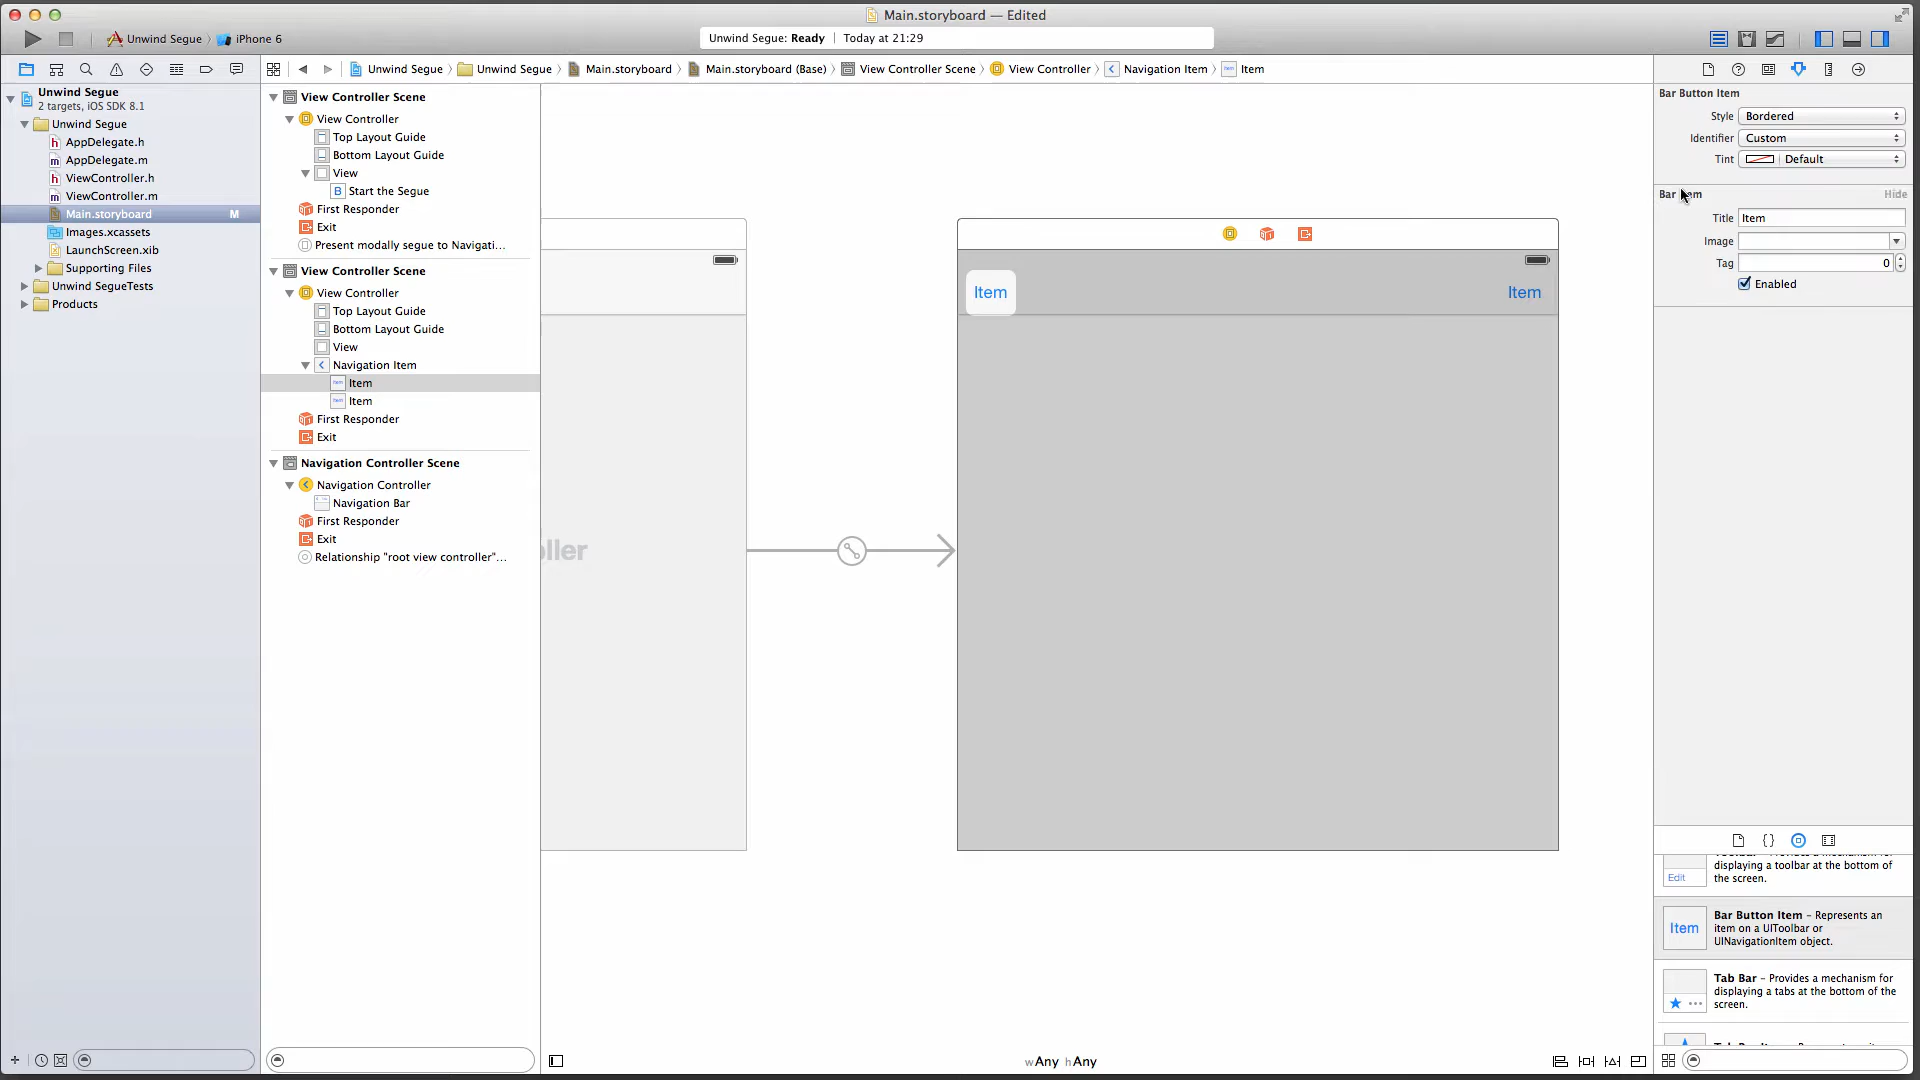 Main.storyboard — Edited
Unwind Segue
iPhone 6
Unwind Segue: Ready
Today at 21:29
Unwind Segue
2 targets, iOS SDK 8.1
Unwind Segue
AppDelegate.h
AppDelegate.m
ViewController.h
ViewController.m
Main.storyboard
M
Images.xcassets
LaunchScreen.xib
Supporting Files
Unwind SegueTests
Products
Unwind Segue
Unwind Segue
Main.storyboard
Main.storyboard (Base)
View Controller Scene
View Controller
Navigation Item
Item
View Controller Scene
View Controller
Top Layout Guide
Bottom Layout Guide
View
B Start the Segue
First Responder
Exit
Present modally segue to Navigati...
View Controller Scene
View Controller
Top Layout Guide
Bottom Layout Guide
View
Navigation Item
Item
Item
First Responder
Exit
Navigation Controller Scene
Navigation Controller
Navigation Bar
First Responder
Exit
Relationship "root view controller"...
oller
Item
Item
wAny hAny
Bar Button Item
Style Bordered
Identifier Custom
Tint Default
Bar Item
Hide
Title Item
Image
Tag 0
Enabled
Edit
displaying a toolbar at the bottom of
the screen.
Item
Bar Button Item – Represents an
item on a UIToolbar or
UINavigationItem object.
Tab Bar – Provides a mechanism for
displaying a tabs at the bottom of the
screen.